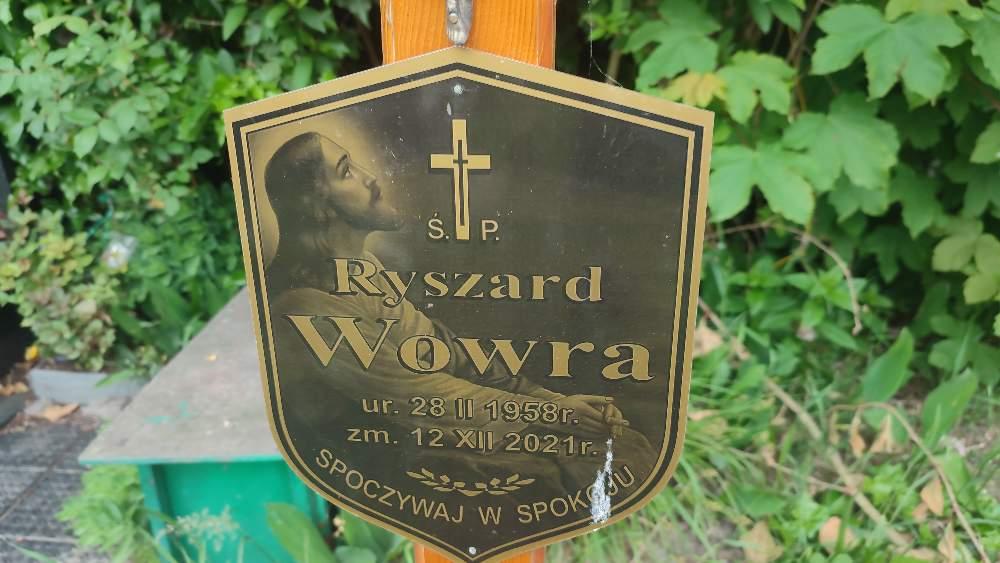 Ś. P.
Ryszard
Wowra
ur. 28 II 1958r.
zm. 12 XII 2021r.
SPOCZYWAJ W SPOKOJU